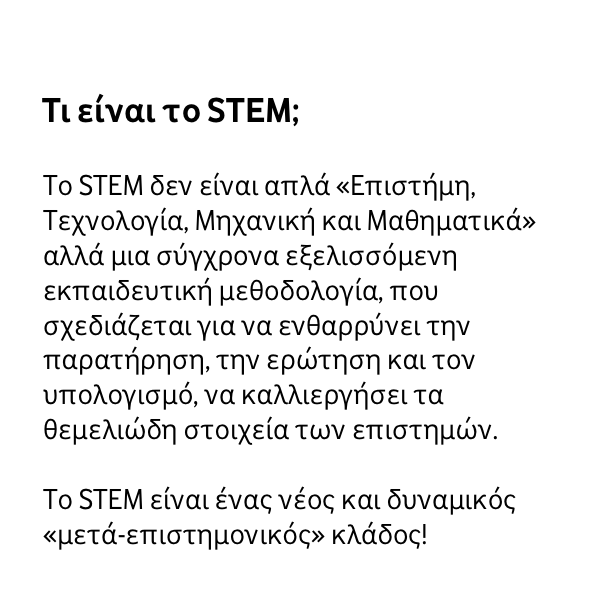 Τι είναι το STEM;
Το STEM δεν είναι απλά «Επιστήμη,
Τεχνολογία, Μηχανική και Μαθηματικά»
αλλά μια σύγχρονα εξελισσόμενη
εκπαιδευτική μεθοδολογία, που
σχεδιάζεται για να ενθαρρύνει την
παρατήρηση, την ερώτηση και τον
υπολογισμό, να καλλιεργήσει τα
θεμελιώδη στοιχεία των επιστημών.
Το STEM είναι ένας νέος και δυναμικός
«μετά-επιστημονικός» κλάδος!